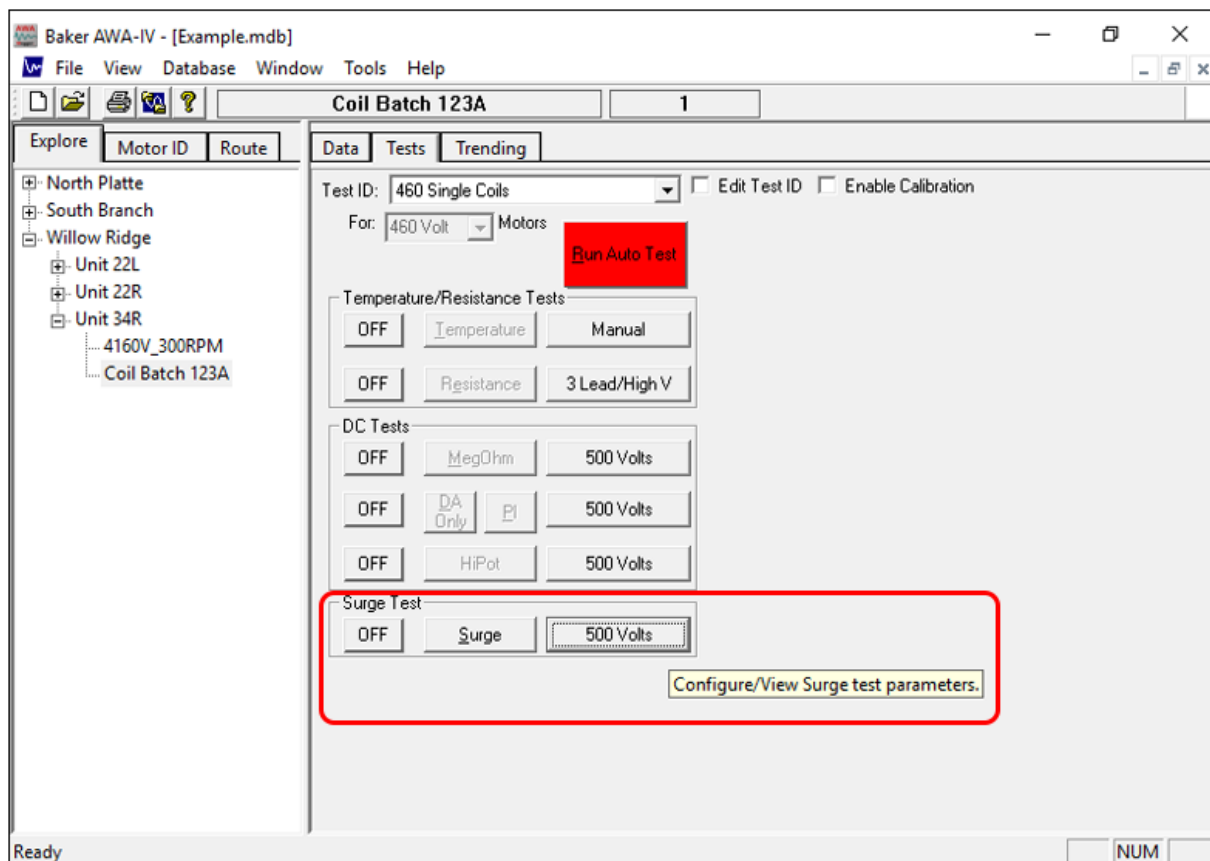 Baker AWA-IV - [Example.mdb]
File View Database Window Tools Help
Coil Batch 123A 1
Explore Motor ID Route
North Platte
South Branch
Willow Ridge
Unit 22L
Unit 22R
Unit 34R
4160V_300RPM
Coil Batch 123A
Data Tests Trending
Test ID: 460 Single Coils Edit Test ID Enable Calibration
For: 460 Volt Motors
Run Auto Test
Temperature/Resistance Tests
OFF Temperature Manual
OFF Resistance 3 Lead/High V
DC Tests
OFF MegOhm 500 Volts
OFF DA Only PI 500 Volts
OFF HiPot 500 Volts
Surge Test
OFF Surge 500 Volts
Configure/View Surge test parameters.
Ready NUM